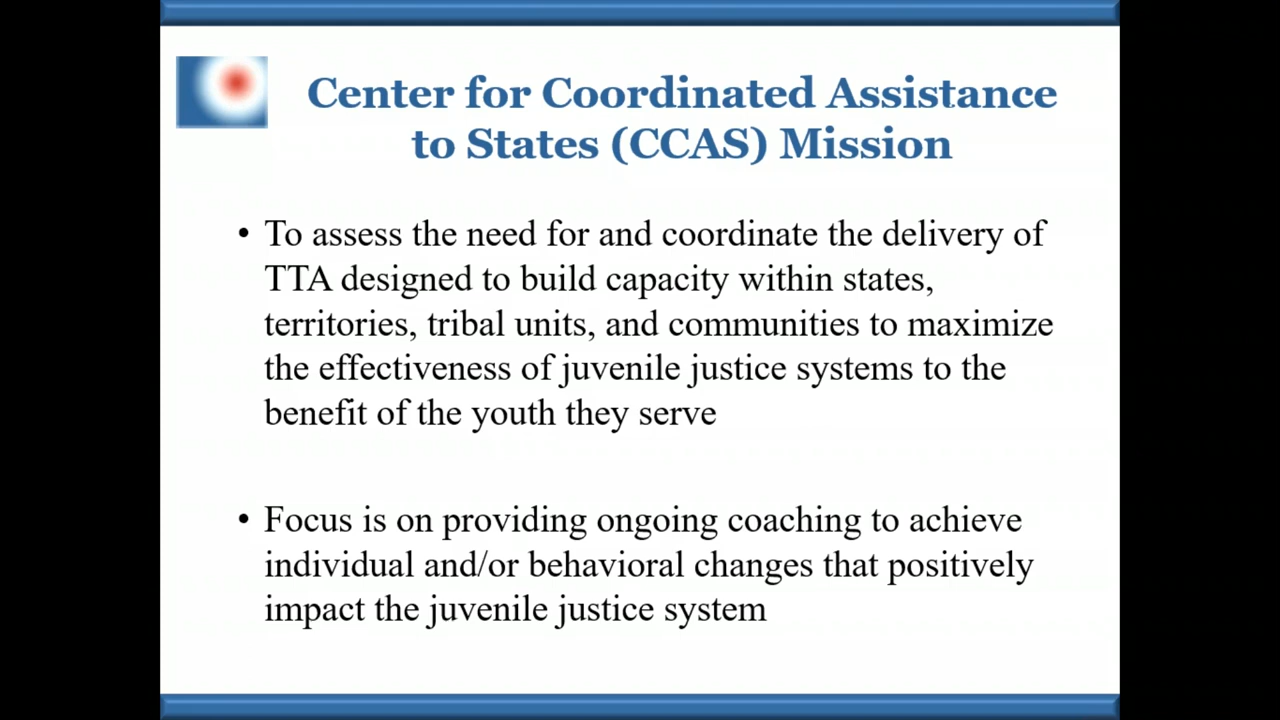 Center for Coordinated Assistance
to States (CCAS) Mission
• To assess the need for and coordinate the delivery of
TTA designed to build capacity within states,
territories, tribal units, and communities to maximize
the effectiveness of juvenile justice systems to the
benefit of the youth they serve
• Focus is on providing ongoing coaching to achieve
individual and/or behavioral changes that positively
impact the juvenile justice system